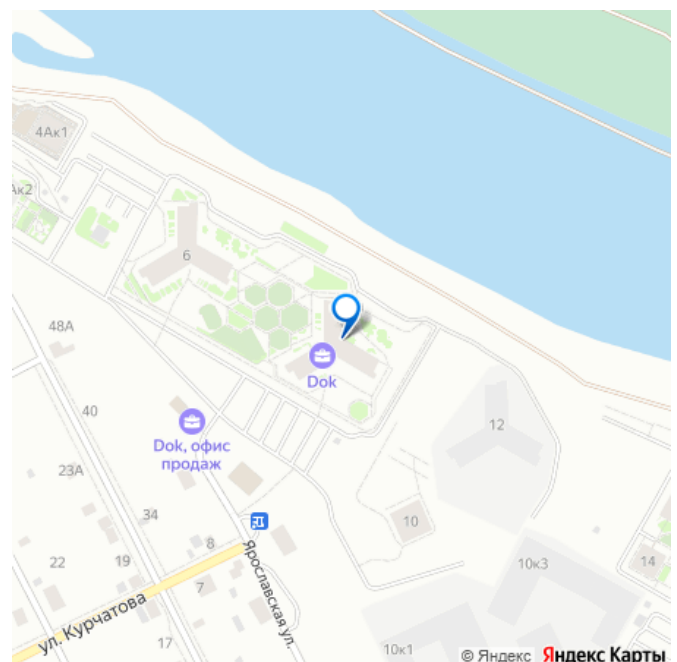 4Ак1
Ак2
6
48А
Dok
40
Dok, офис
продаж
12
23А
34
10
8
22
19
7
ул. Курчатова
Ярославская ул.
10к3
14
17
10к1
© Яндекс Яндекс Карты